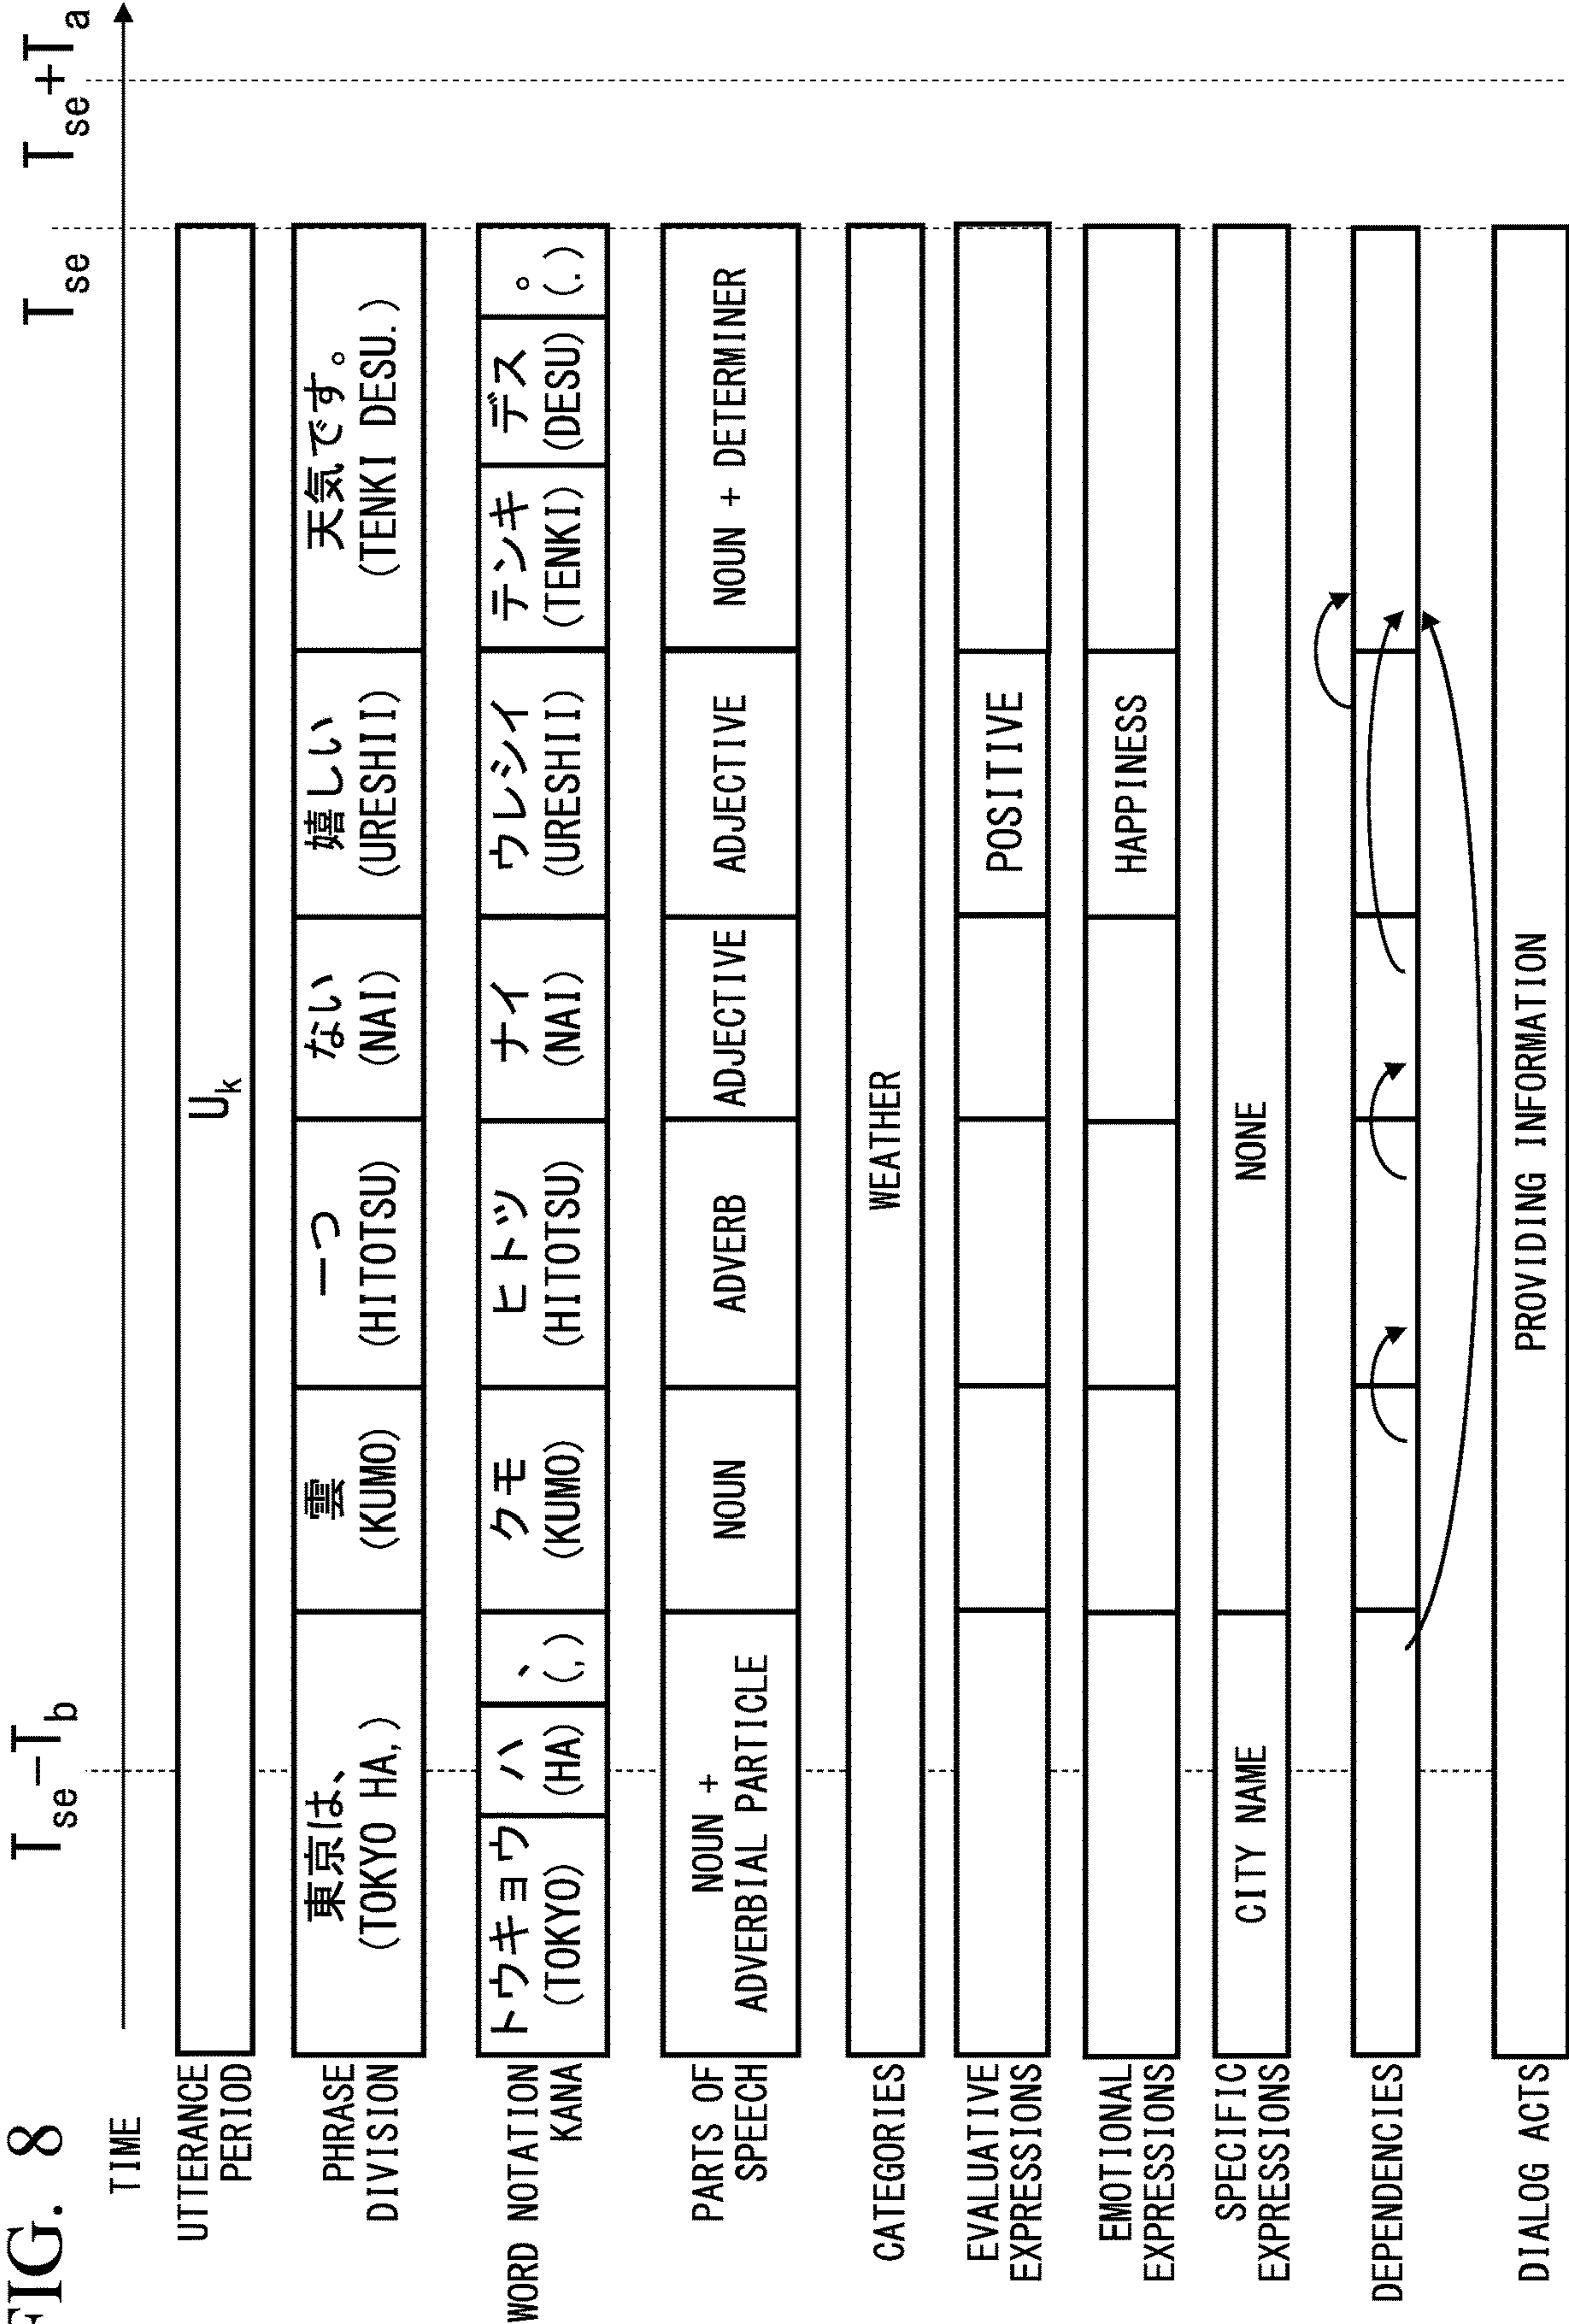 FIG. 8
T_se−T_b
T_se
T_se+T_a
TIME
UTTERANCE
PERIOD
U_k
PHRASE
DIVISION
東京は、
(TOKYO HA,)
雲
(KUMO)
一つ
(HITOTSU)
ない
(NAI)
嬉しい
(URESHII)
天気です。
(TENKI DESU.)
WORD NOTATION
KANA
トウキョウ
(TOKYO)
ハ
(HA)
、
(,)
クモ
(KUMO)
ヒトツ
(HITOTSU)
ナイ
(NAI)
ウレシイ
(URESHII)
テンキ
(TENKI)
デス
(DESU)
。
(.)
PARTS OF
SPEECH
NOUN +
ADVERBIAL PARTICLE
NOUN
ADVERB
ADJECTIVE
ADJECTIVE
NOUN + DETERMINER
CATEGORIES
WEATHER
EVALUATIVE
EXPRESSIONS
POSITIVE
EMOTIONAL
EXPRESSIONS
HAPPINESS
SPECIFIC
EXPRESSIONS
CITY NAME
NONE
DEPENDENCIES
DIALOG ACTS
PROVIDING INFORMATION